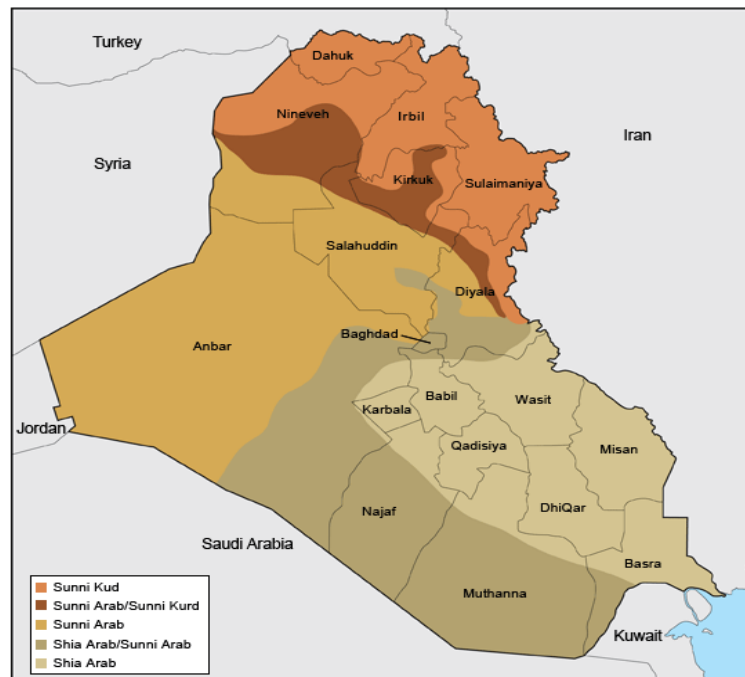 Turkey
Dahuk
Nineveh
Irbil
Iran
Syria
Kirkuk
Sulaimaniya
Salahuddin
Diyala
Baghdad
Anbar
Babil
Wasit
Karbala
Jordan
Qadisiya
Misan
Najaf
DhiQar
Saudi Arabia
Basra
Muthanna
Kuwait
Sunni Kud
Sunni Arab/Sunni Kurd
Sunni Arab
Shia Arab/Sunni Arab
Shia Arab